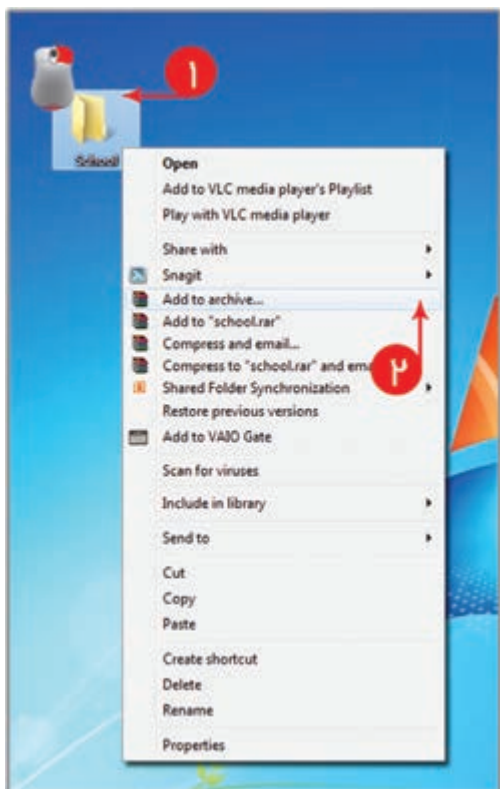 ۱
School
Open
Add to VLC media player's Playlist
Play with VLC media player
Share with
Snagit
Add to archive...
Add to "school.rar"
Compress and email...
Compress to "school.rar" and ema
۲
Shared Folder Synchronization
Restore previous versions
Add to VAIO Gate
Scan for viruses
Include in library
Send to
Cut
Copy
Paste
Create shortcut
Delete
Rename
Properties